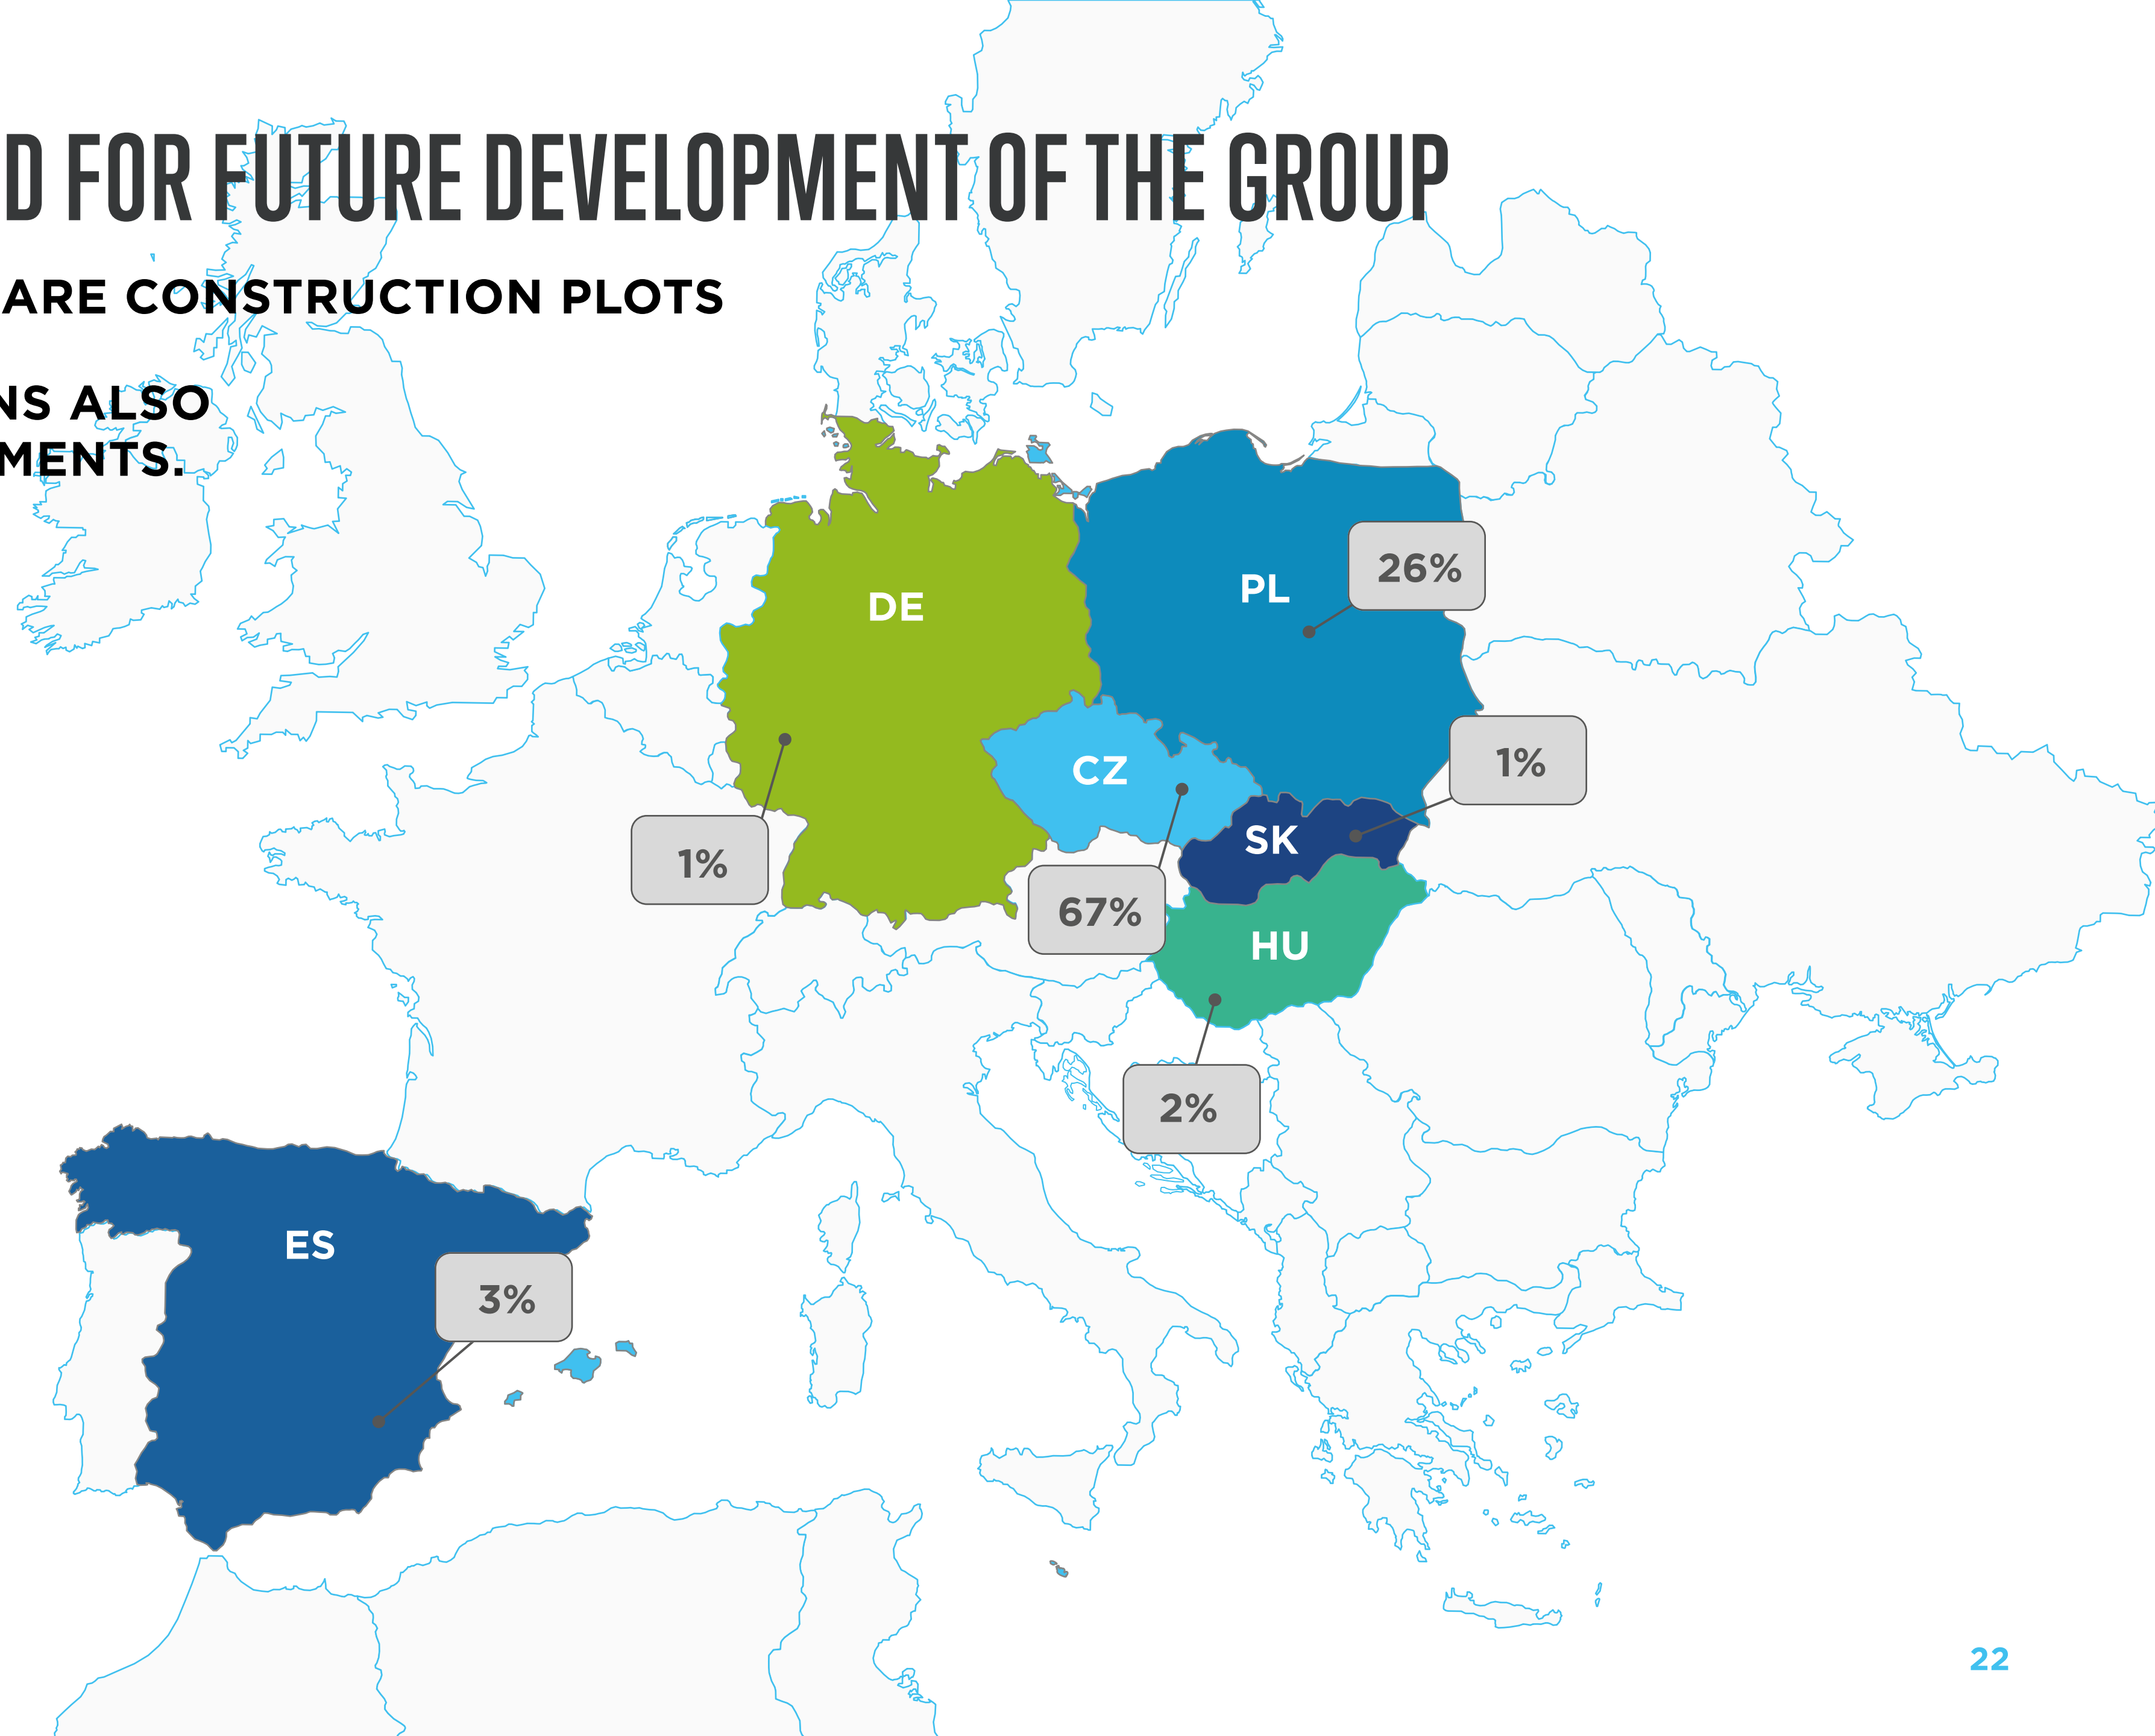 D FOR FUTURE DEVELOPMENT OF THE GROUP
ARE CONSTRUCTION PLOTS
NS ALSO
MENTS.
26%
PL
DE
1%
CZ
SK
1%
67%
HU
2%
ES
3%
22